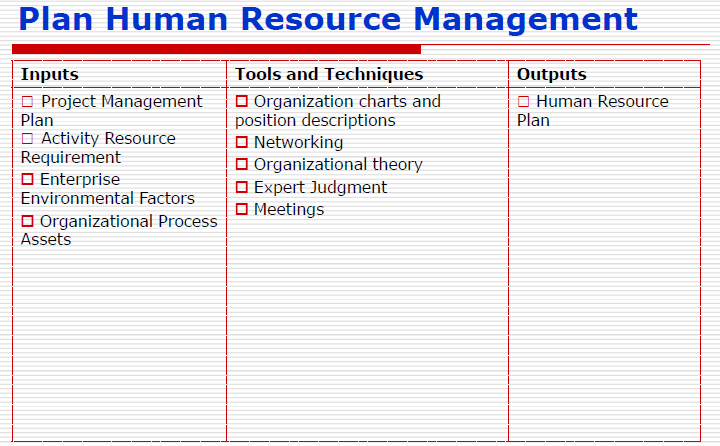 Plan Human Resource Management
Inputs
Tools and Techniques
Outputs
□ Project Management
Plan
□ Activity Resource
Requirement
□ Enterprise
Environmental Factors
□ Organizational Process
Assets
□ Organization charts and
position descriptions
□ Networking
□ Organizational theory
□ Expert Judgment
□ Meetings
□ Human Resource
Plan